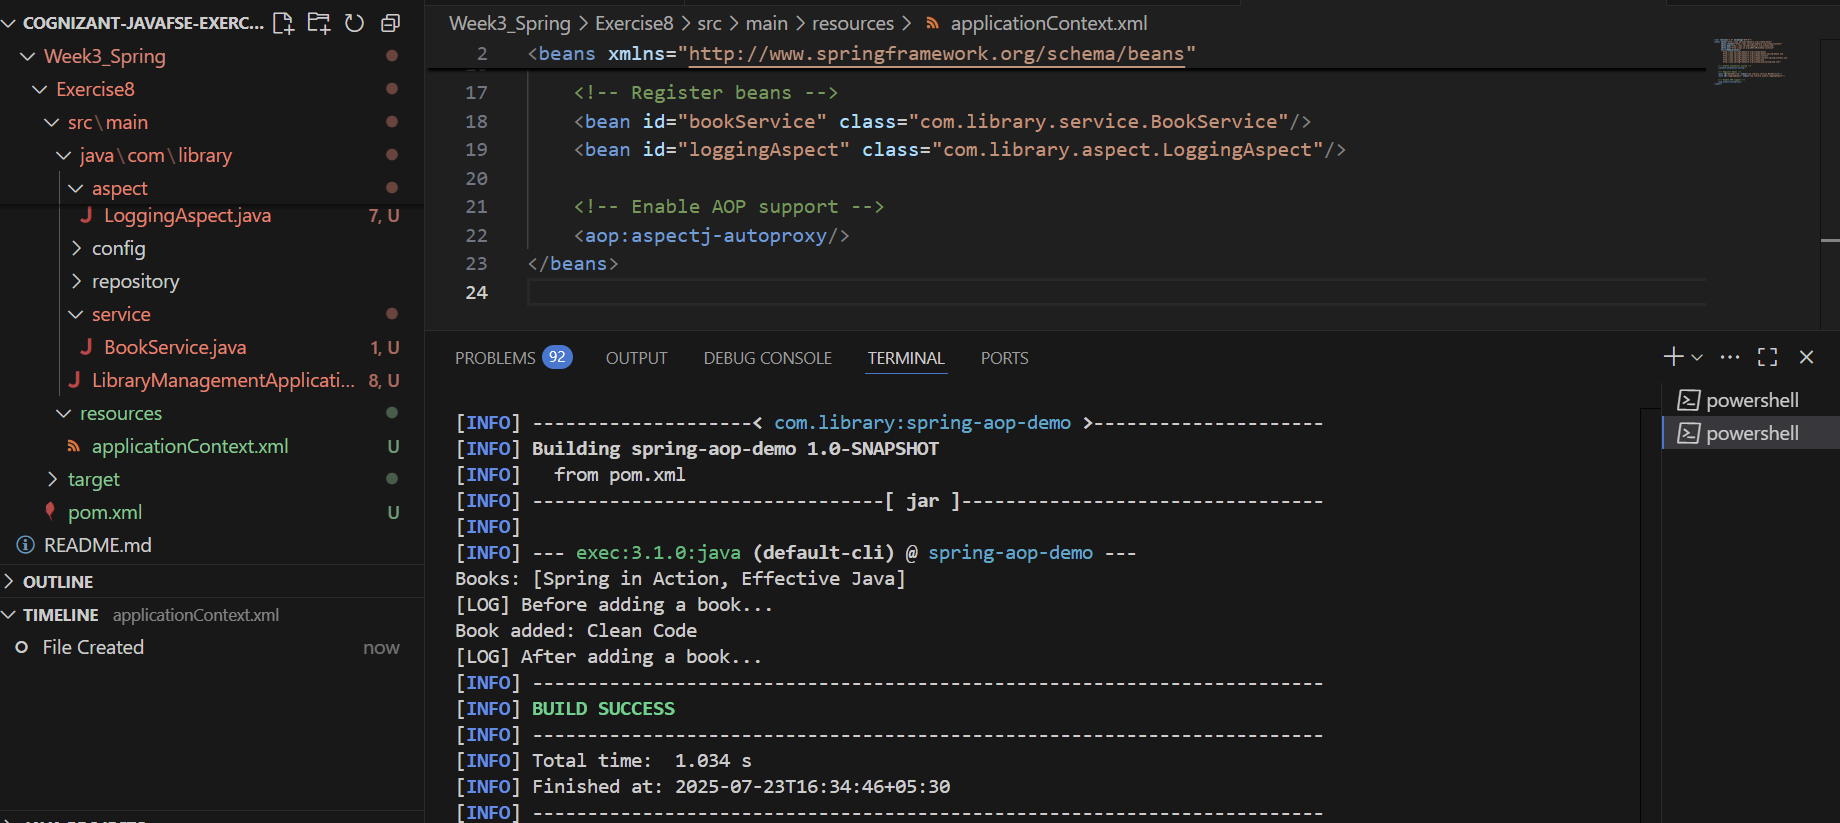 COGNIZANT-JAVAFSE-EXERC...
Week3_Spring
Exercise8
src\main
java\com\library
aspect
LoggingAspect.java 7, U
config
repository
service
BookService.java 1, U
LibraryManagementApplicati... 8, U
resources
applicationContext.xml U
target
pom.xml U
README.md
OUTLINE
TIMELINE applicationContext.xml
File Created now
Week3_Spring > Exercise8 > src > main > resources > applicationContext.xml
2 <beans xmlns="http://www.springframework.org/schema/beans"
17 <!-- Register beans -->
18 <bean id="bookService" class="com.library.service.BookService"/>
19 <bean id="loggingAspect" class="com.library.aspect.LoggingAspect"/>
20
21 <!-- Enable AOP support -->
22 <aop:aspectj-autoproxy/>
23 </beans>
24
PROBLEMS 92 OUTPUT DEBUG CONSOLE TERMINAL PORTS
[INFO] --------------------< com.library:spring-aop-demo >---------------------
[INFO] Building spring-aop-demo 1.0-SNAPSHOT
[INFO]   from pom.xml
[INFO] --------------------------------[ jar ]---------------------------------
[INFO]
[INFO] --- exec:3.1.0:java (default-cli) @ spring-aop-demo ---
Books: [Spring in Action, Effective Java]
[LOG] Before adding a book...
Book added: Clean Code
[LOG] After adding a book...
[INFO] ------------------------------------------------------------------------
[INFO] BUILD SUCCESS
[INFO] ------------------------------------------------------------------------
[INFO] Total time:  1.034 s
[INFO] Finished at: 2025-07-23T16:34:46+05:30
[INFO] ------------------------------------------------------------------------
powershell
powershell